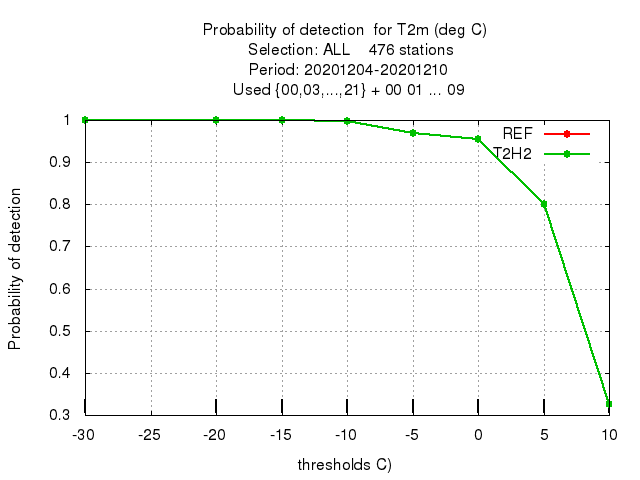 Probability of detection  for T2m (deg C)
Selection: ALL    476 stations
Period: 20201204-20201210
Used {00,03,...,21} + 00 01 ... 09
REF
T2H2
1
0.9
0.8
0.7
0.6
0.5
0.4
0.3
Probability of detection
-30 -25 -20 -15 -10 -5 0 5 10
thresholds C)